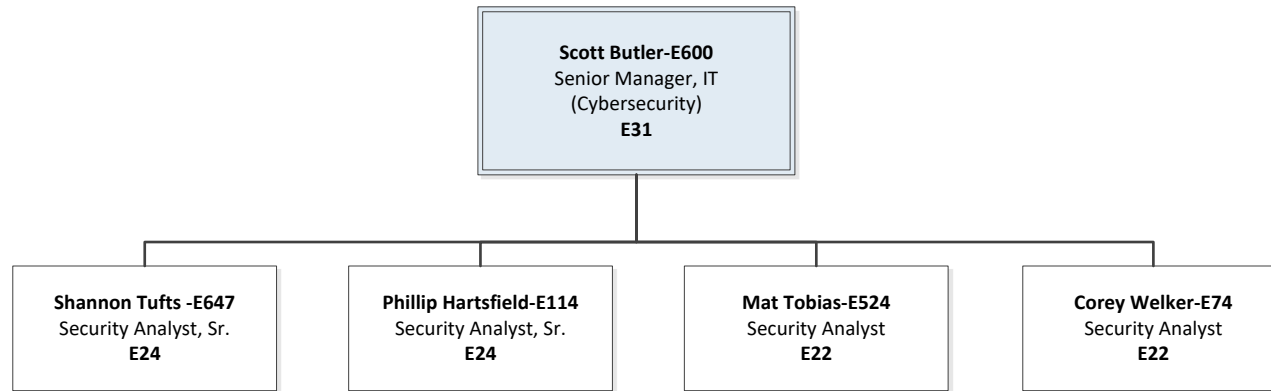 Scott Butler-E600
Senior Manager, IT
(Cybersecurity)
E31
Shannon Tufts -E647
Security Analyst, Sr.
E24
Phillip Hartsfield-E114
Security Analyst, Sr.
E24
Mat Tobias-E524
Security Analyst
E22
Corey Welker-E74
Security Analyst
E22